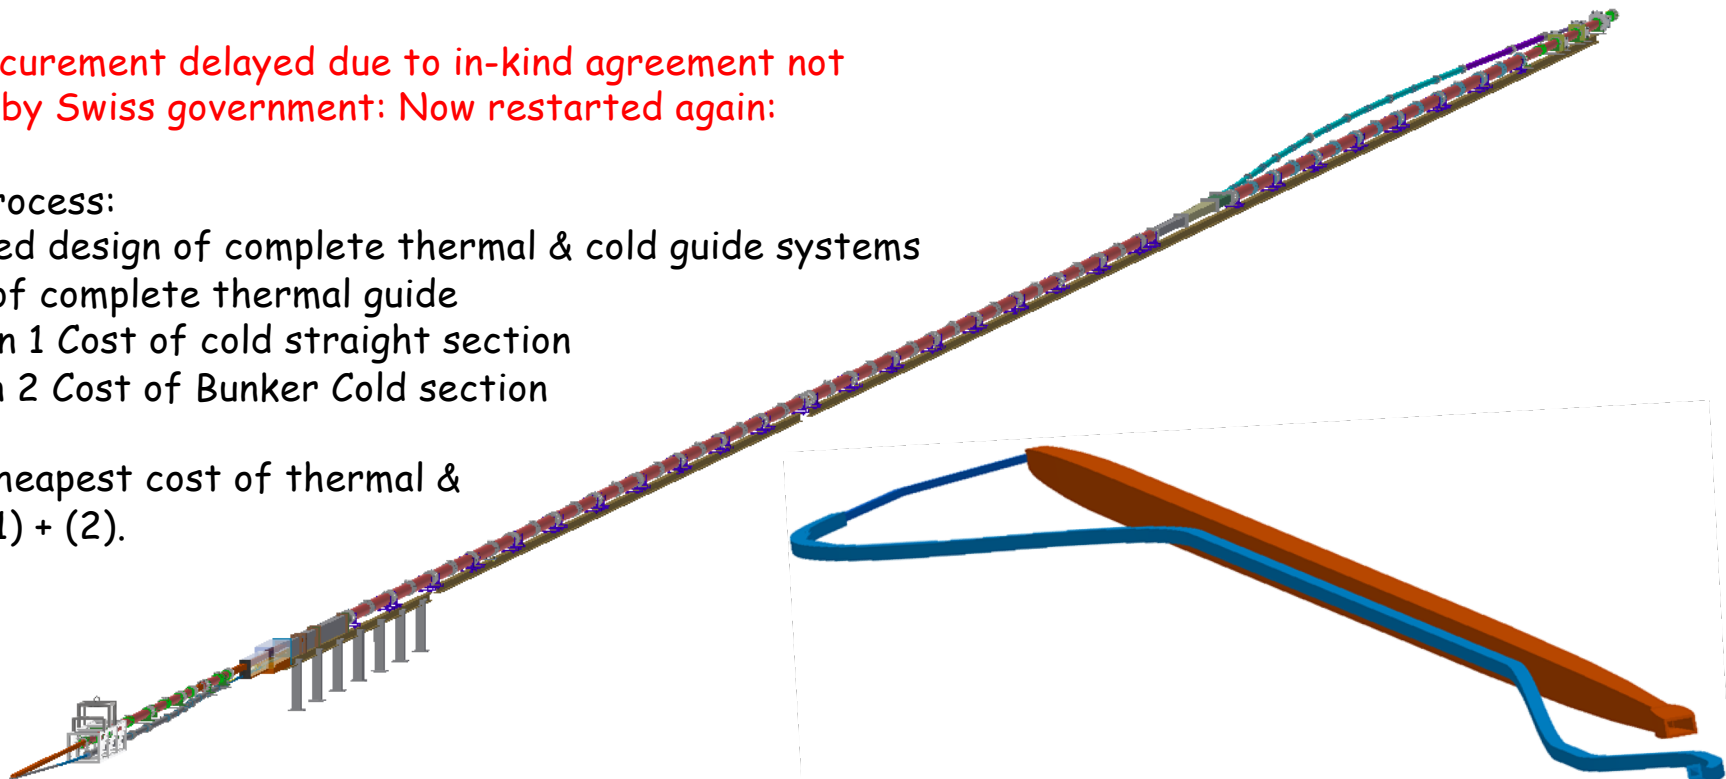 curement delayed due to in-kind agreement not
by Swiss government: Now restarted again:
rocess:
ed design of complete thermal & cold guide systems
of complete thermal guide
n 1 Cost of cold straight section
n 2 Cost of Bunker Cold section
heapest cost of thermal &
1) + (2).